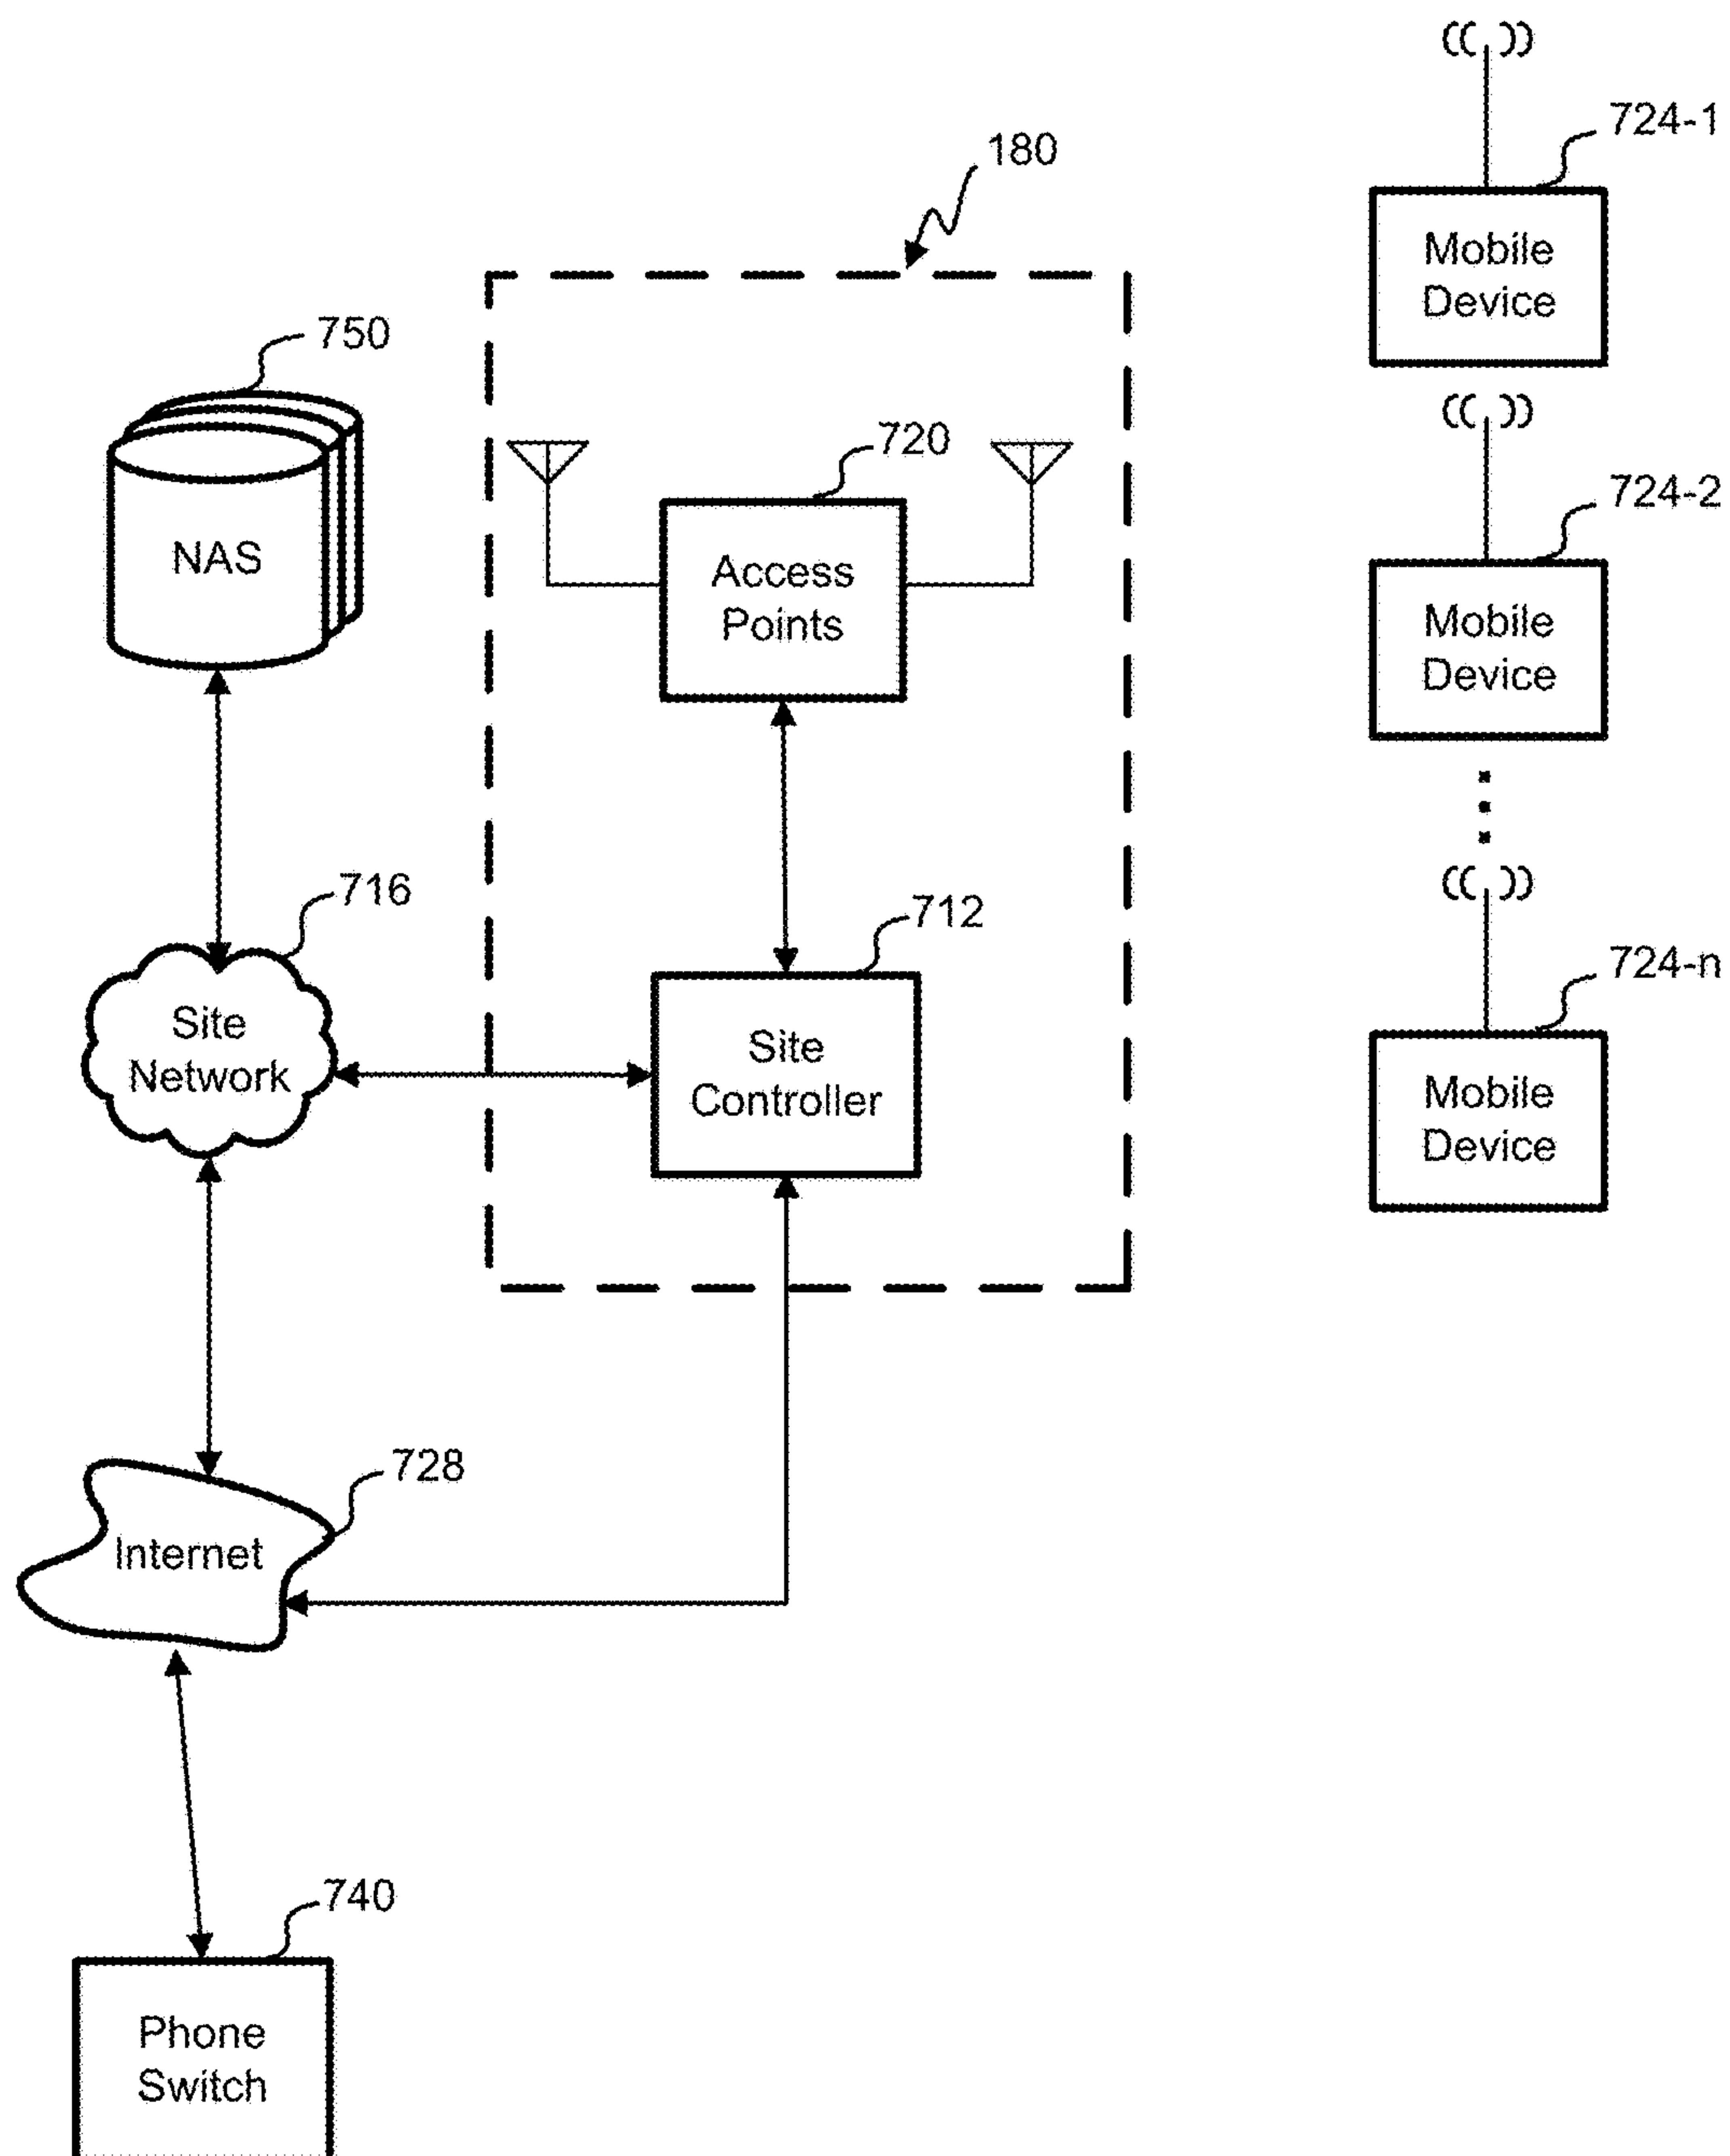 724-1
180
Mobile
Device
750
720
724-2
NAS
Access
Points
Mobile
Device
716
712
724-n
Site
Network
Site
Controller
Mobile
Device
728
Internet
740
Phone
Switch